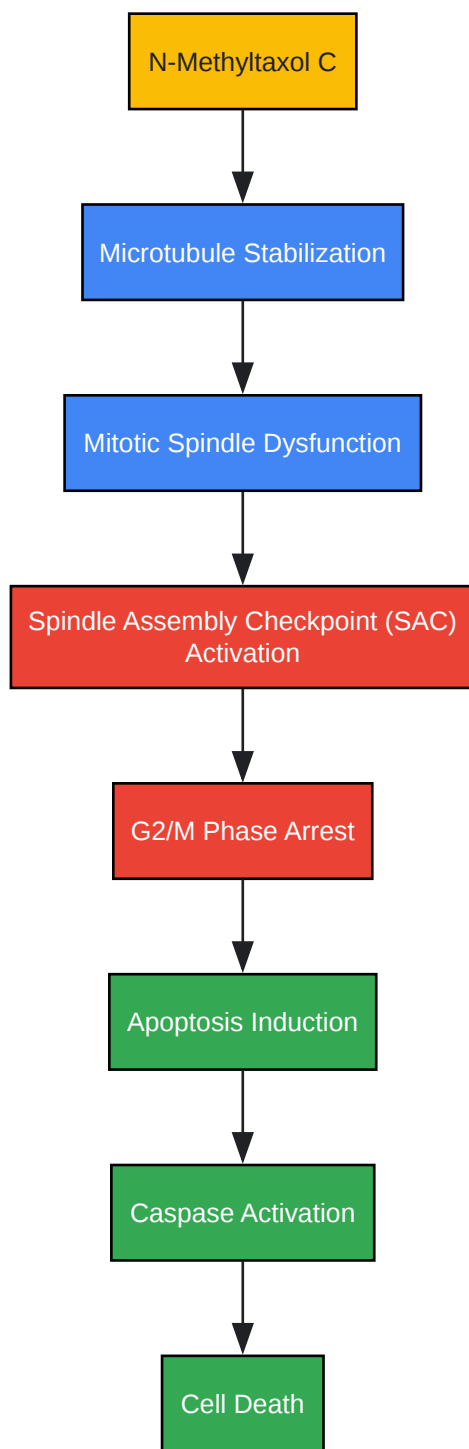 N-Methyltaxol C
Microtubule Stabilization
Mitotic Spindle Dysfunction
Spindle Assembly Checkpoint (SAC)
Activation
G2/M Phase Arrest
Apoptosis Induction
Caspase Activation
Cell Death